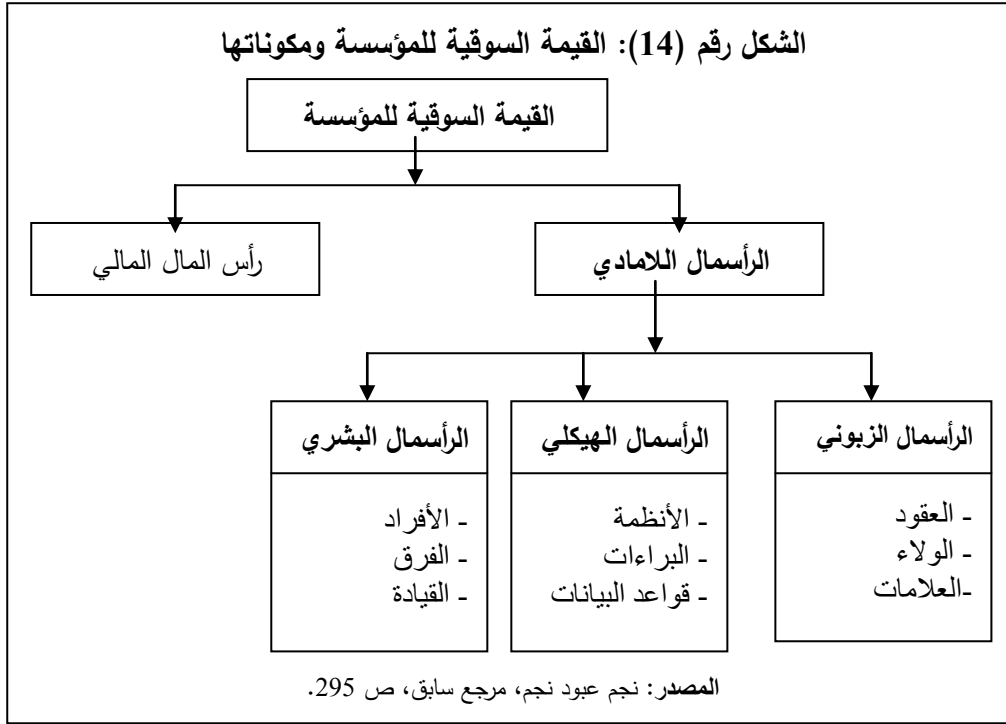 الشكل رقم (14): القيمة السوقية للمؤسسة ومكوناتها
القيمة السوقية للمؤسسة
الرأسمال اللامادي
رأس المال المالي
الرأسمال الزبوني
- العقود
- الولاء
-العلامات
الرأسمال الهيكلي
- الأنظمة
- البراءات
- قواعد البيانات
الرأسمال البشري
- الأفراد
- الفرق
- القيادة
المصدر: نجم عبود نجم، مرجع سابق، ص 295.